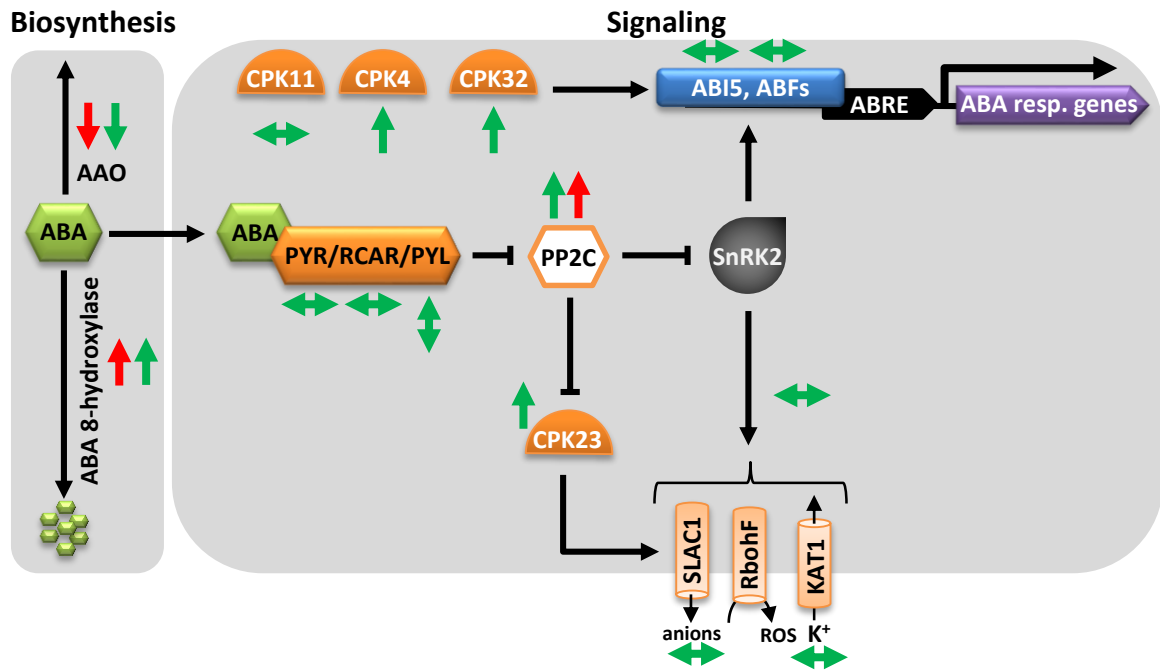 Biosynthesis
Signaling
CPK11
CPK4
CPK32
ABI5, ABFs
ABRE
ABA resp. genes
AAO
ABA
ABA
PYR/RCAR/PYL
PP2C
SnRK2
ABA 8-hydroxylase
CPK23
SLAC1
RbohF
KAT1
anions
ROS
K⁺